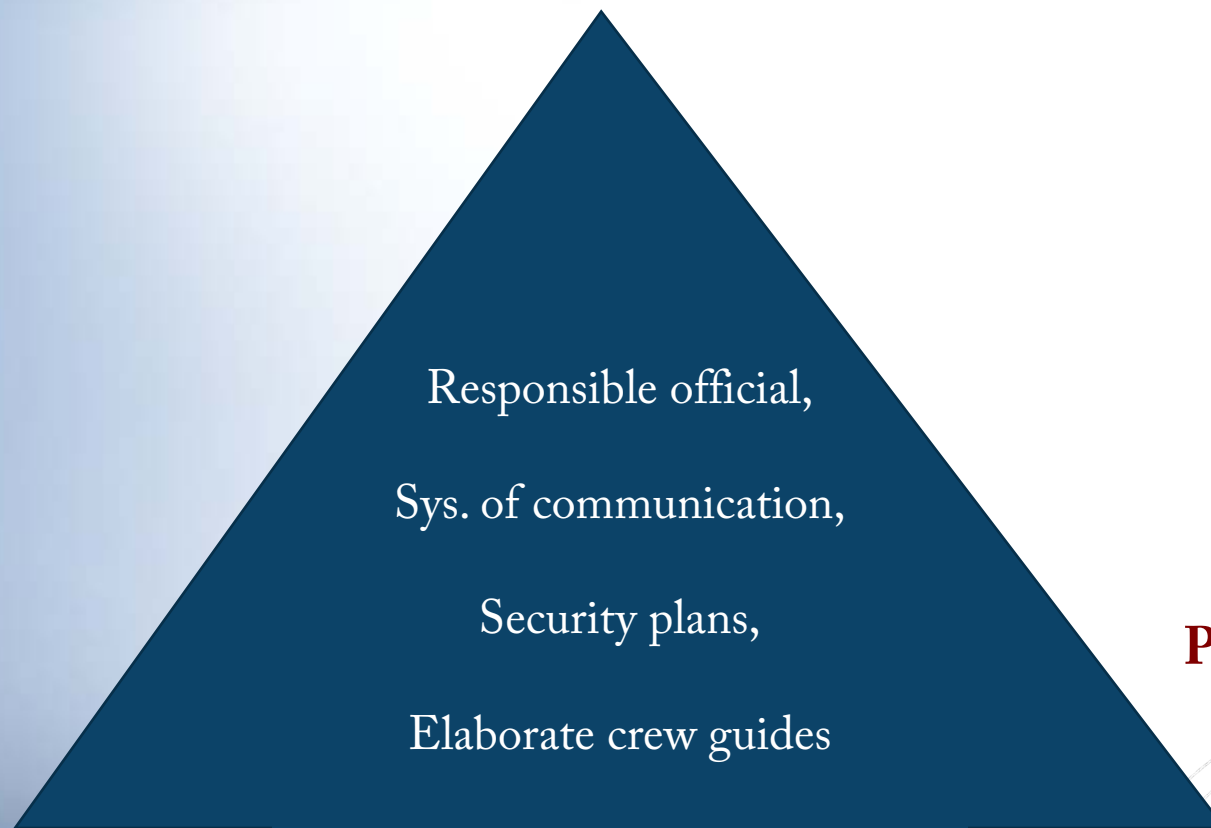 Responsible official,
Sys. of communication,
Security plans,
P
Elaborate crew guides